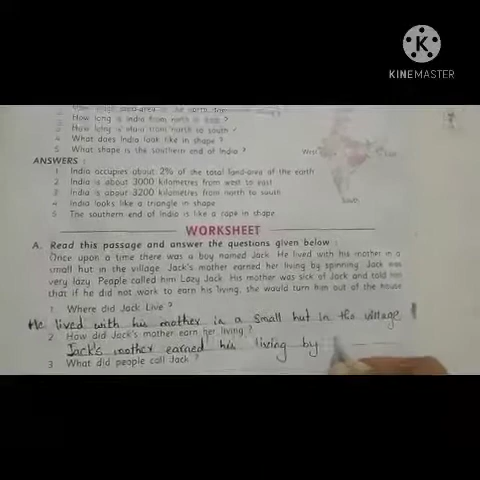 KINEMASTER
How long is India from north to south ?
4 What does India look like in shape ?
5 What shape is the southern end of India ?
West
East
South
ANSWERS :
1 India occupies about 2% of the total land-area of the earth
2 India is about 3000 kilometres from west to east
3 India is about 3200 kilometres from north to south
4 India looks like a triangle in shape
5 The southern end of India is like a cape in shape
WORKSHEET
A. Read this passage and answer the questions given below :
Once upon a time there was a boy named Jack. He lived with his mother in a
small hut in the village. Jack's mother earned her living by spinning. Jack was
very lazy. People called him Lazy Jack. His mother was sick of Jack and told him
that if he did not work to earn his living, she would turn him out of the house
1 Where did Jack Live ?
He lived with his mother in a small hut in the village
2 How did Jack's mother earn her living ?
Jack's mother earned his living by
3 What did people call Jack ?